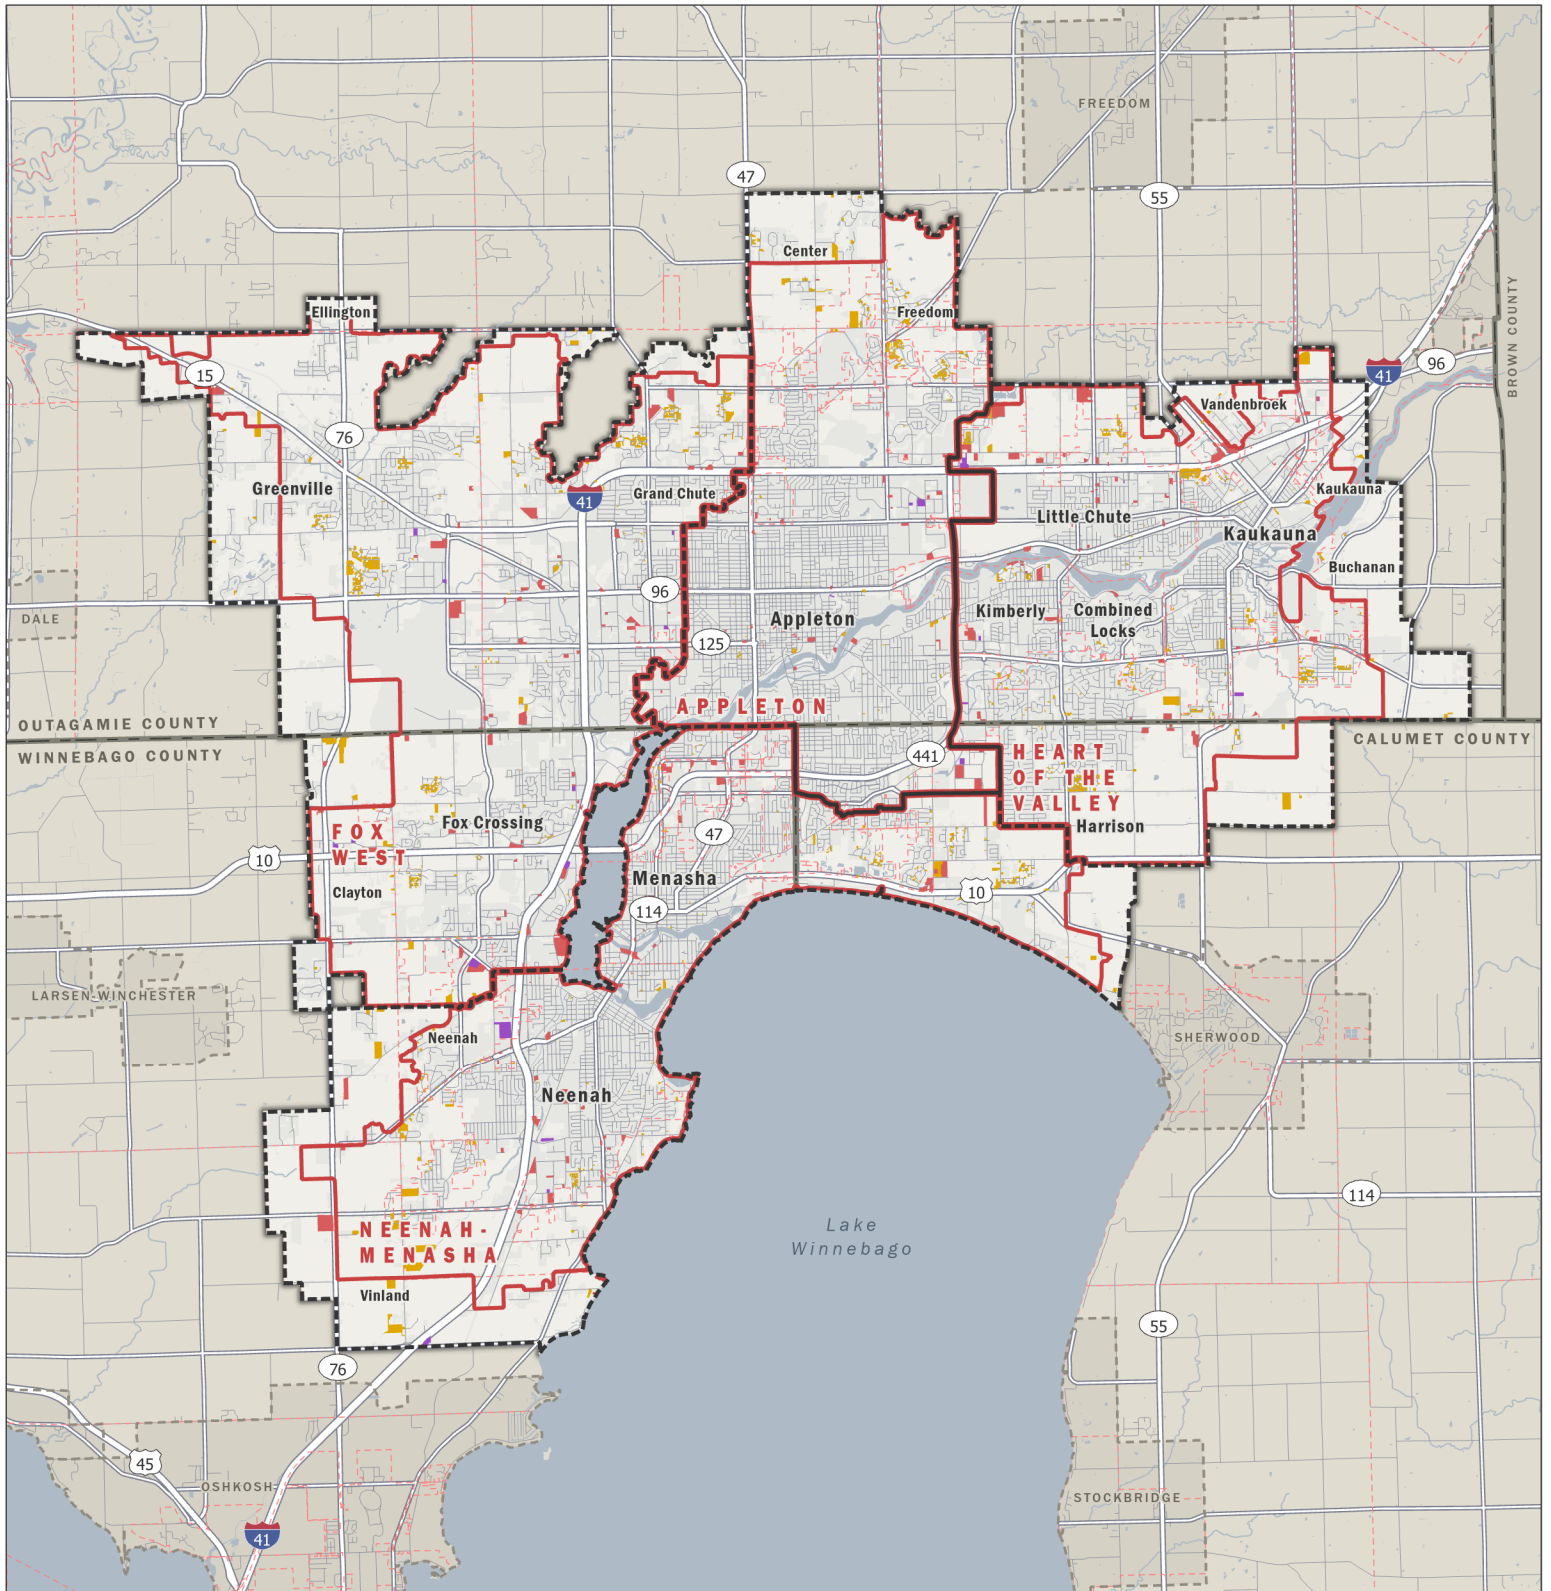 FREEDOM
47
55
Center
BROWN COUNTY
Ellington
Freedom
15
41
96
Vandenbroek
76
Greenville
41
Grand Chute
Kaukauna
Little Chute
Kaukauna
Buchanan
96
DALE
Appleton
Kimberly
Combined
Locks
125
APPLETON
OUTAGAMIE COUNTY
WINNEBAGO COUNTY
CALUMET COUNTY
441
HEART
OF THE
VALLEY
Fox Crossing
Harrison
FOX
WEST
47
10
Menasha
Clayton
10
114
LARSEN-WINCHESTER
Neenah
SHERWOOD
Neenah
114
Lake
Winnebago
NEENAH-
MENASHA
Vinland
55
76
45
OSHKOSH
STOCKBRIDGE
41